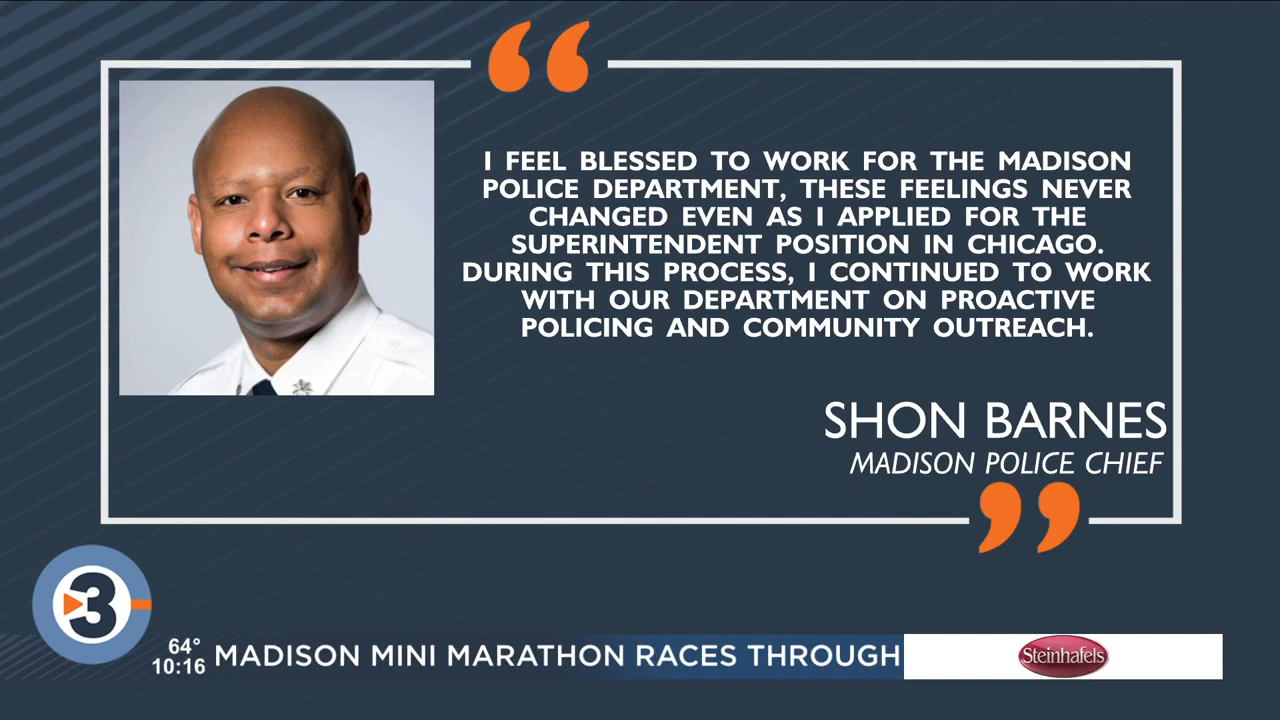 I FEEL BLESSED TO WORK FOR THE MADISON
POLICE DEPARTMENT, THESE FEELINGS NEVER
CHANGED EVEN AS I APPLIED FOR THE
SUPERINTENDENT POSITION IN CHICAGO.
DURING THIS PROCESS, I CONTINUED TO WORK
WITH OUR DEPARTMENT ON PROACTIVE
POLICING AND COMMUNITY OUTREACH.
SHON BARNES
MADISON POLICE CHIEF
3
64°
10:16
MADISON MINI MARATHON RACES THROUGH
Steinhafels